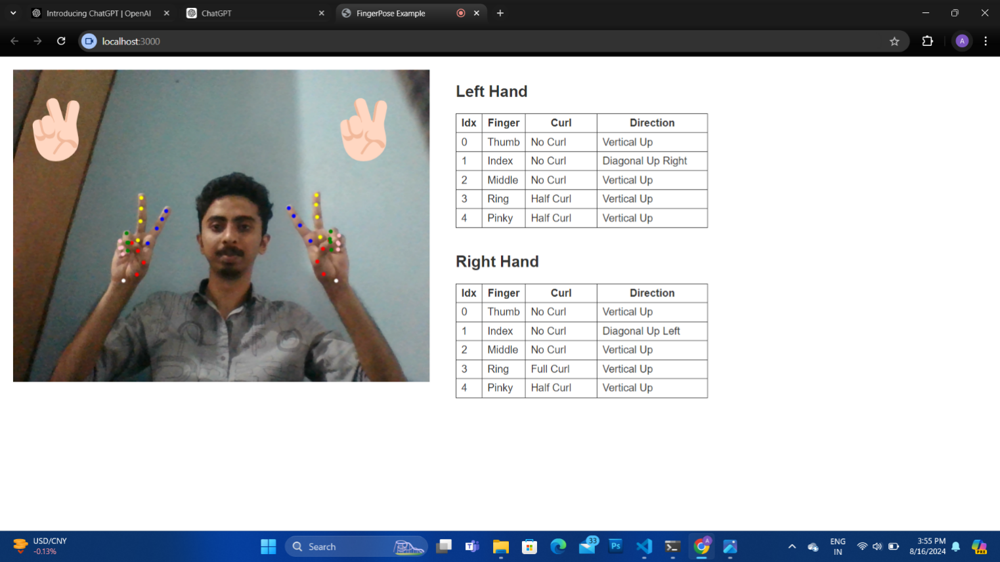 Introducing ChatGPT | OpenAI
ChatGPT
FingerPose Example
localhost:3000
A
Left Hand
Idx Finger Curl Direction
0 Thumb No Curl Vertical Up
1 Index No Curl Diagonal Up Right
2 Middle No Curl Vertical Up
3 Ring Half Curl Vertical Up
4 Pinky Half Curl Vertical Up
Right Hand
Idx Finger Curl Direction
0 Thumb No Curl Vertical Up
1 Index No Curl Diagonal Up Left
2 Middle No Curl Vertical Up
3 Ring Full Curl Vertical Up
4 Pinky Half Curl Vertical Up
USD/CNY
-0.13%
Search
33
Ps
A
ENG
IN
3:55 PM
8/16/2024
PRE